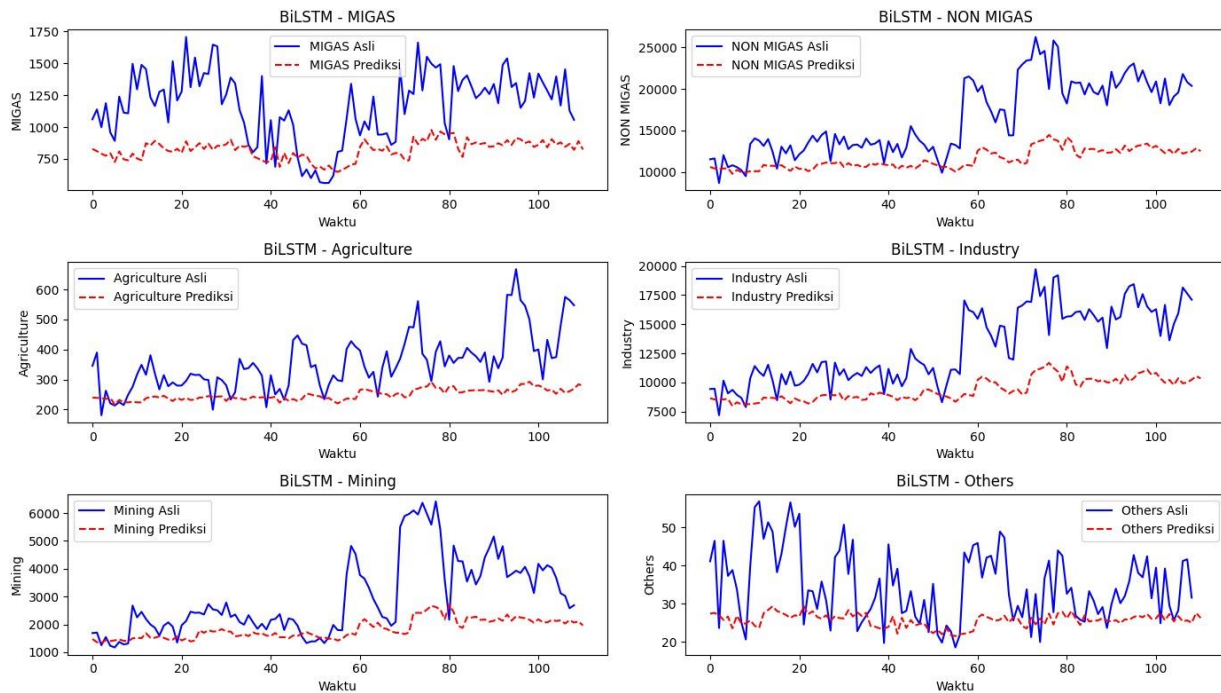 BiLSTM - MIGAS
1750
1500
1250
1000
750
MIGAS
MIGAS Asli
MIGAS Prediksi
0 20 40 60 80 100
Waktu
BiLSTM - NON MIGAS
25000
20000
15000
10000
NON MIGAS
NON MIGAS Asli
NON MIGAS Prediksi
0 20 40 60 80 100
Waktu
BiLSTM - Agriculture
600
500
400
300
200
Agriculture
Agriculture Asli
Agriculture Prediksi
0 20 40 60 80 100
Waktu
BiLSTM - Industry
20000
17500
15000
12500
10000
7500
Industry
Industry Asli
Industry Prediksi
0 20 40 60 80 100
Waktu
BiLSTM - Mining
6000
5000
4000
3000
2000
1000
Mining
Mining Asli
Mining Prediksi
0 20 40 60 80 100
Waktu
BiLSTM - Others
50
40
30
20
Others
Others Asli
Others Prediksi
0 20 40 60 80 100
Waktu